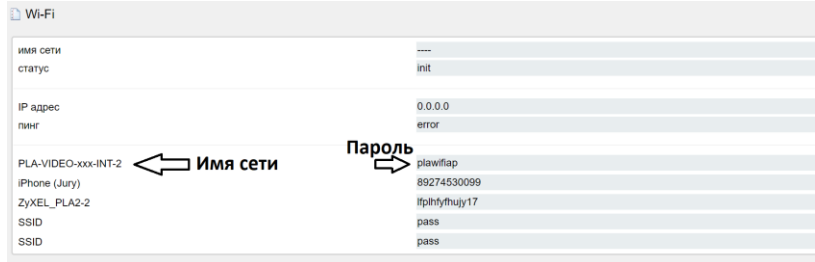 Wi-Fi
имя сети ----
статус init
IP адрес 0.0.0.0
пинг error
Пароль
PLA-VIDEO-xxx-INT-2 Имя сети plawifiap
iPhone (Jury) 89274530099
ZyXEL_PLA2-2 lfplhfyfhujy17
SSID pass
SSID pass